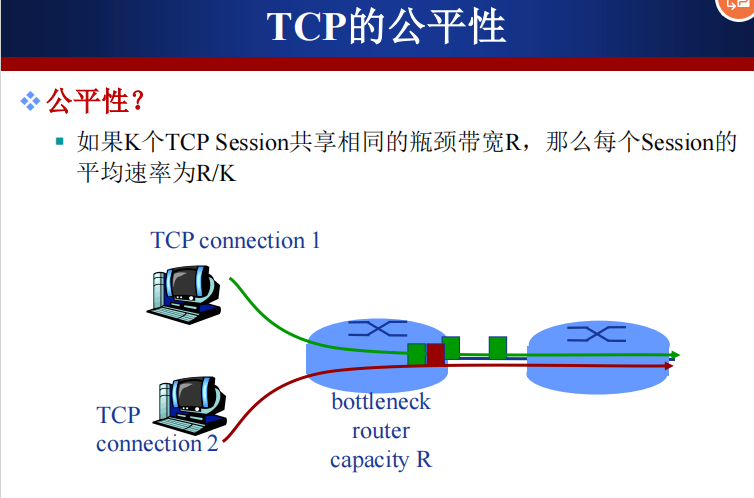 TCP的公平性
公平性？
如果K个TCP Session共享相同的瓶颈带宽R，那么每个Session的
平均速率为R/K
TCP connection 1
TCP
connection 2
bottleneck
router
capacity R